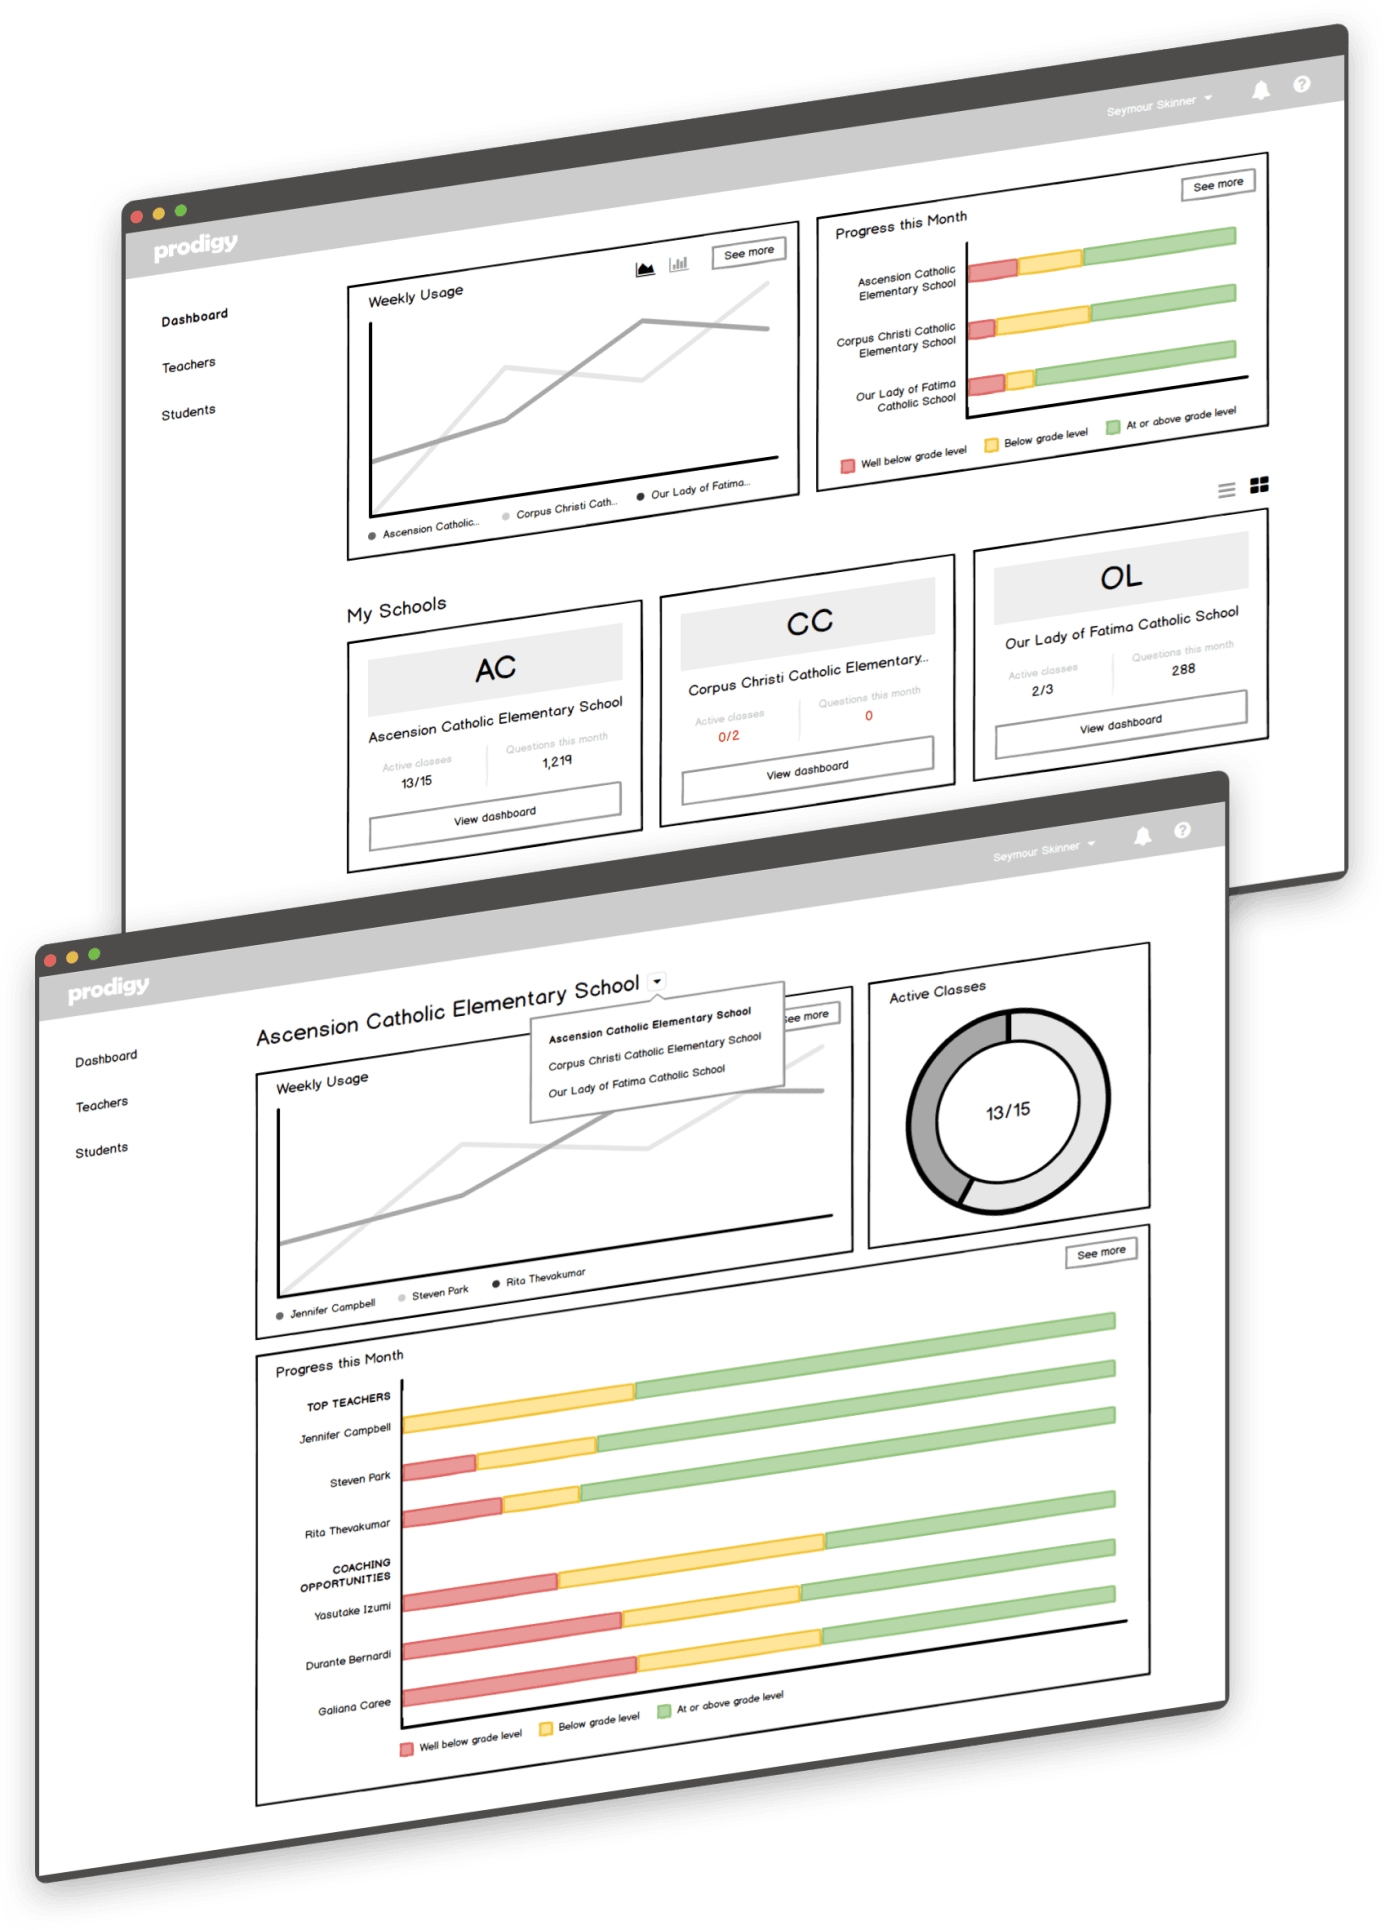 Seymour Skinner
prodigy
Dashboard
Teachers
Students
Weekly Usage
See more
Ascension Catholic...
Corpus Christi Cath...
Our Lady of Fatima...
Progress this Month
See more
Ascension Catholic
Elementary School
Corpus Christi Catholic
Elementary School
Our Lady of Fatima
Catholic School
Well below grade level
Below grade level
At or above grade level
My Schools
AC
Ascension Catholic Elementary School
Active classes
13/15
Questions this month
1,219
View dashboard
CC
Corpus Christi Catholic Elementary...
Active classes
0/2
Questions this month
0
View dashboard
OL
Our Lady of Fatima Catholic School
Active classes
2/3
Questions this month
288
View dashboard
Seymour Skinner
prodigy
Dashboard
Teachers
Students
Ascension Catholic Elementary School
Ascension Catholic Elementary School
Corpus Christi Catholic Elementary School
Our Lady of Fatima Catholic School
Weekly Usage
See more
Jennifer Campbell
Steven Park
Rita Thevakumar
Active Classes
13/15
See more
Progress this Month
TOP TEACHERS
Jennifer Campbell
Steven Park
Rita Thevakumar
COACHING
OPPORTUNITIES
Yasutake Izumi
Durante Bernardi
Galiana Caree
Well below grade level
Below grade level
At or above grade level